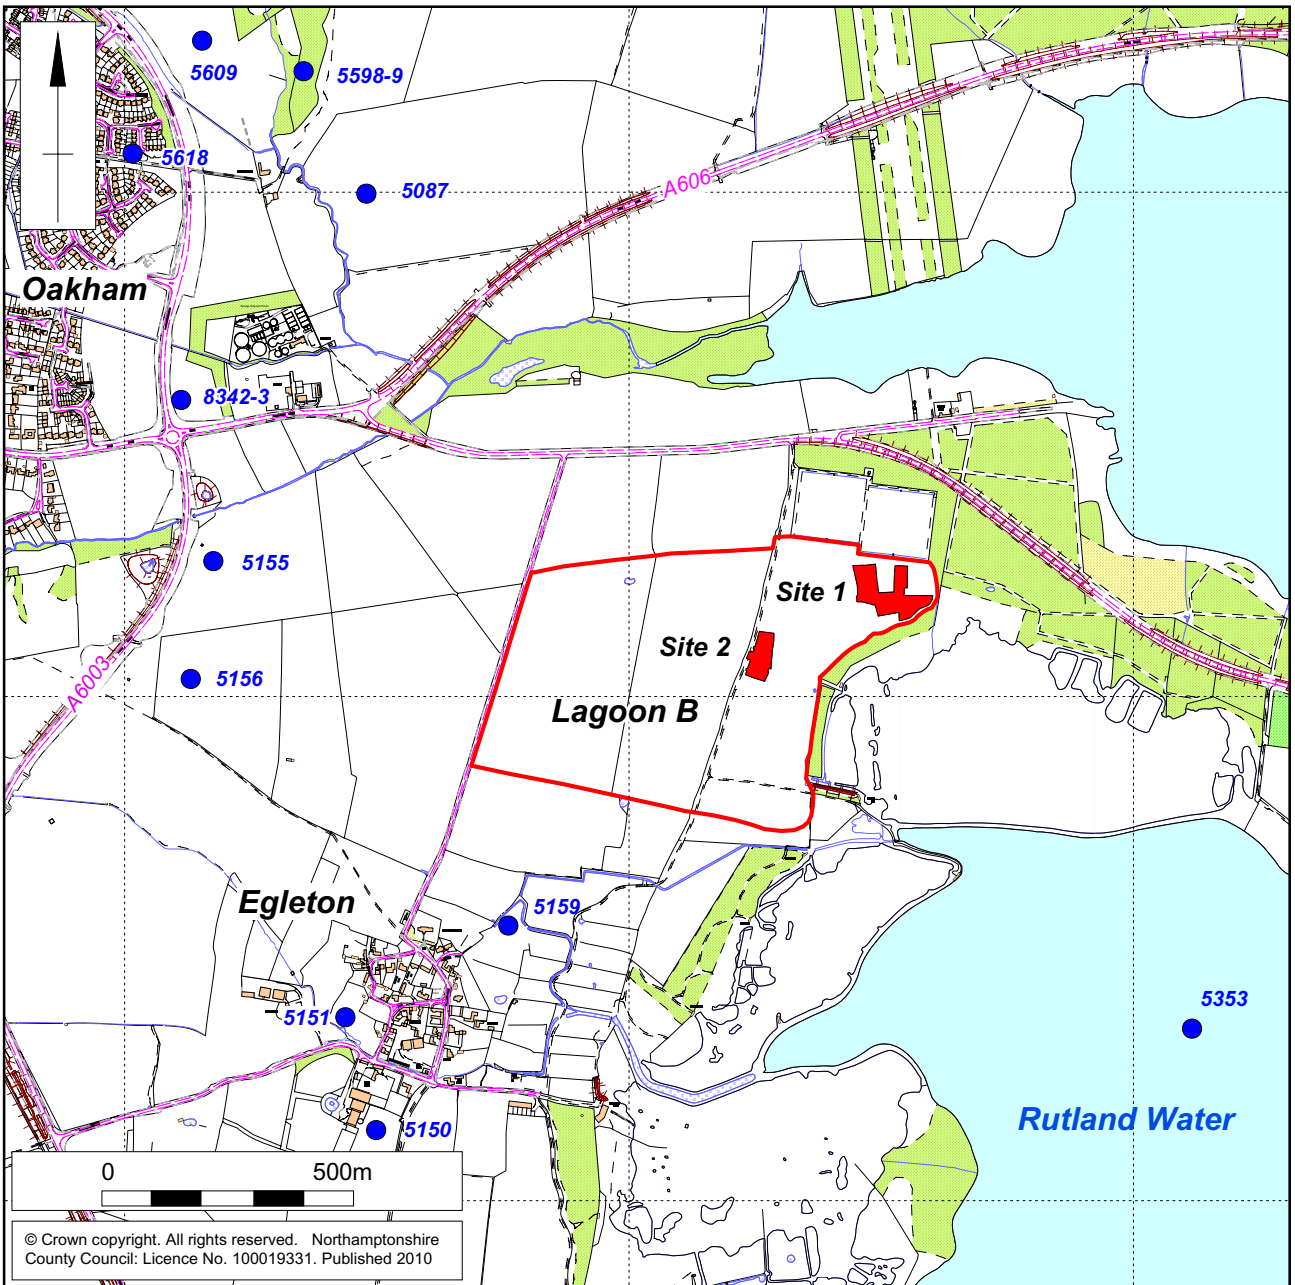 5609
5598-9
5618
5087
A606
Oakham
8342-3
Site 1
5155
Site 2
5156
A6003
Lagoon B
Egleton
5159
5353
5151
Rutland Water
5150
0 500m
© Crown copyright. All rights reserved. Northamptonshire
County Council: Licence No. 100019331. Published 2010